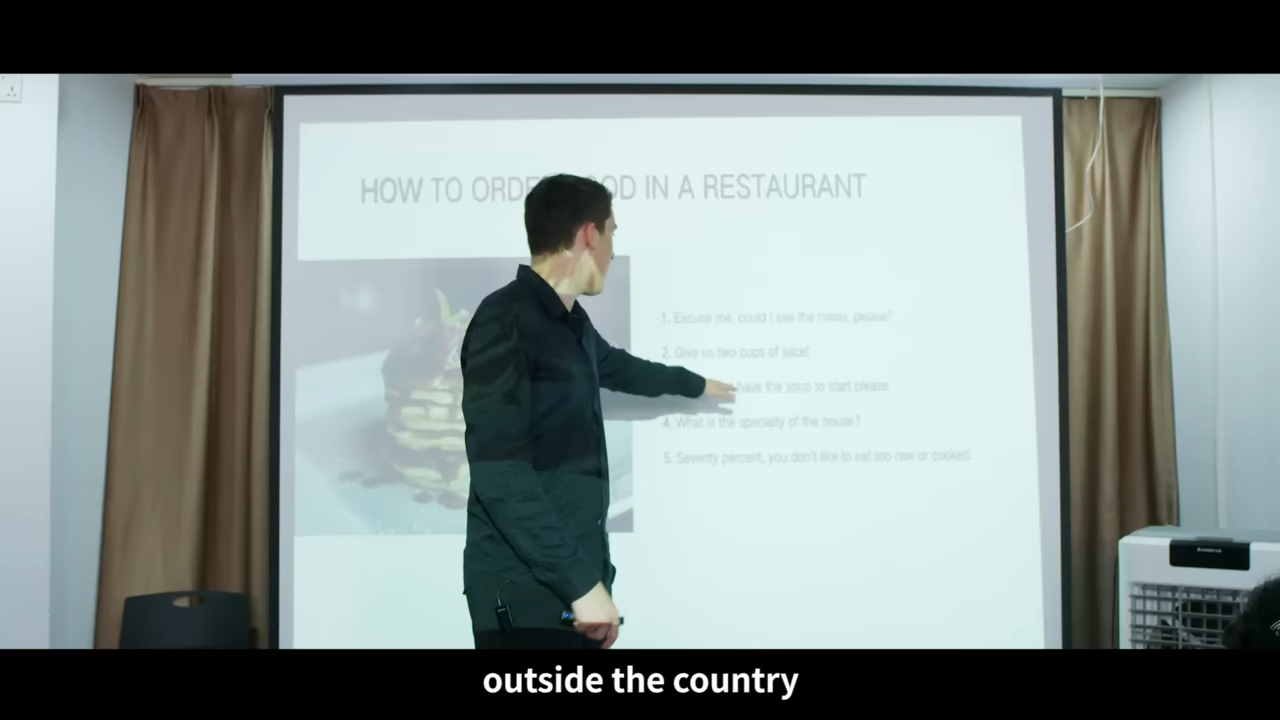 HOW TO ORDE OOD IN A RESTAURANT
1. Excuse me, could I see the manu, please?
2. Give us two cups of juice!
have the soup to start please.
4. What is the specialty of the house?
5. Seventy percent, you don't like to eat too raw or cooked.
outside the country